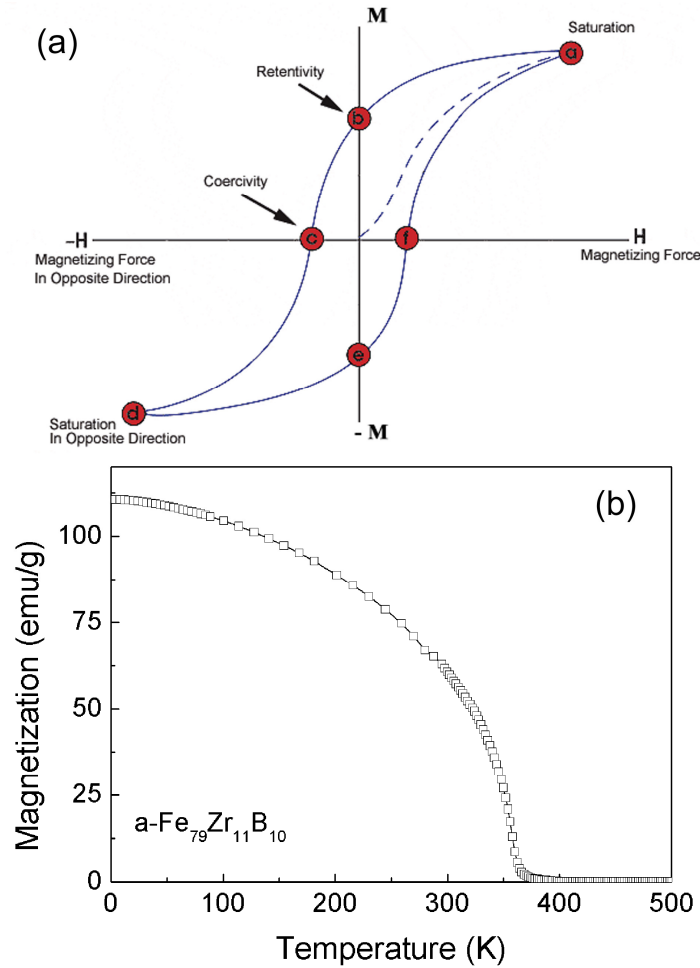 (a)
M
Saturation
a
Retentivity
b
Coercivity
–H
c
f
H
Magnetizing Force
In Opposite Direction
Magnetizing Force
e
d
Saturation
In Opposite Direction
- M
(b)
100
75
50
25
0
Magnetization (emu/g)
a-Fe₇₉Zr₁₁B₁₀
0 100 200 300 400 500
Temperature (K)